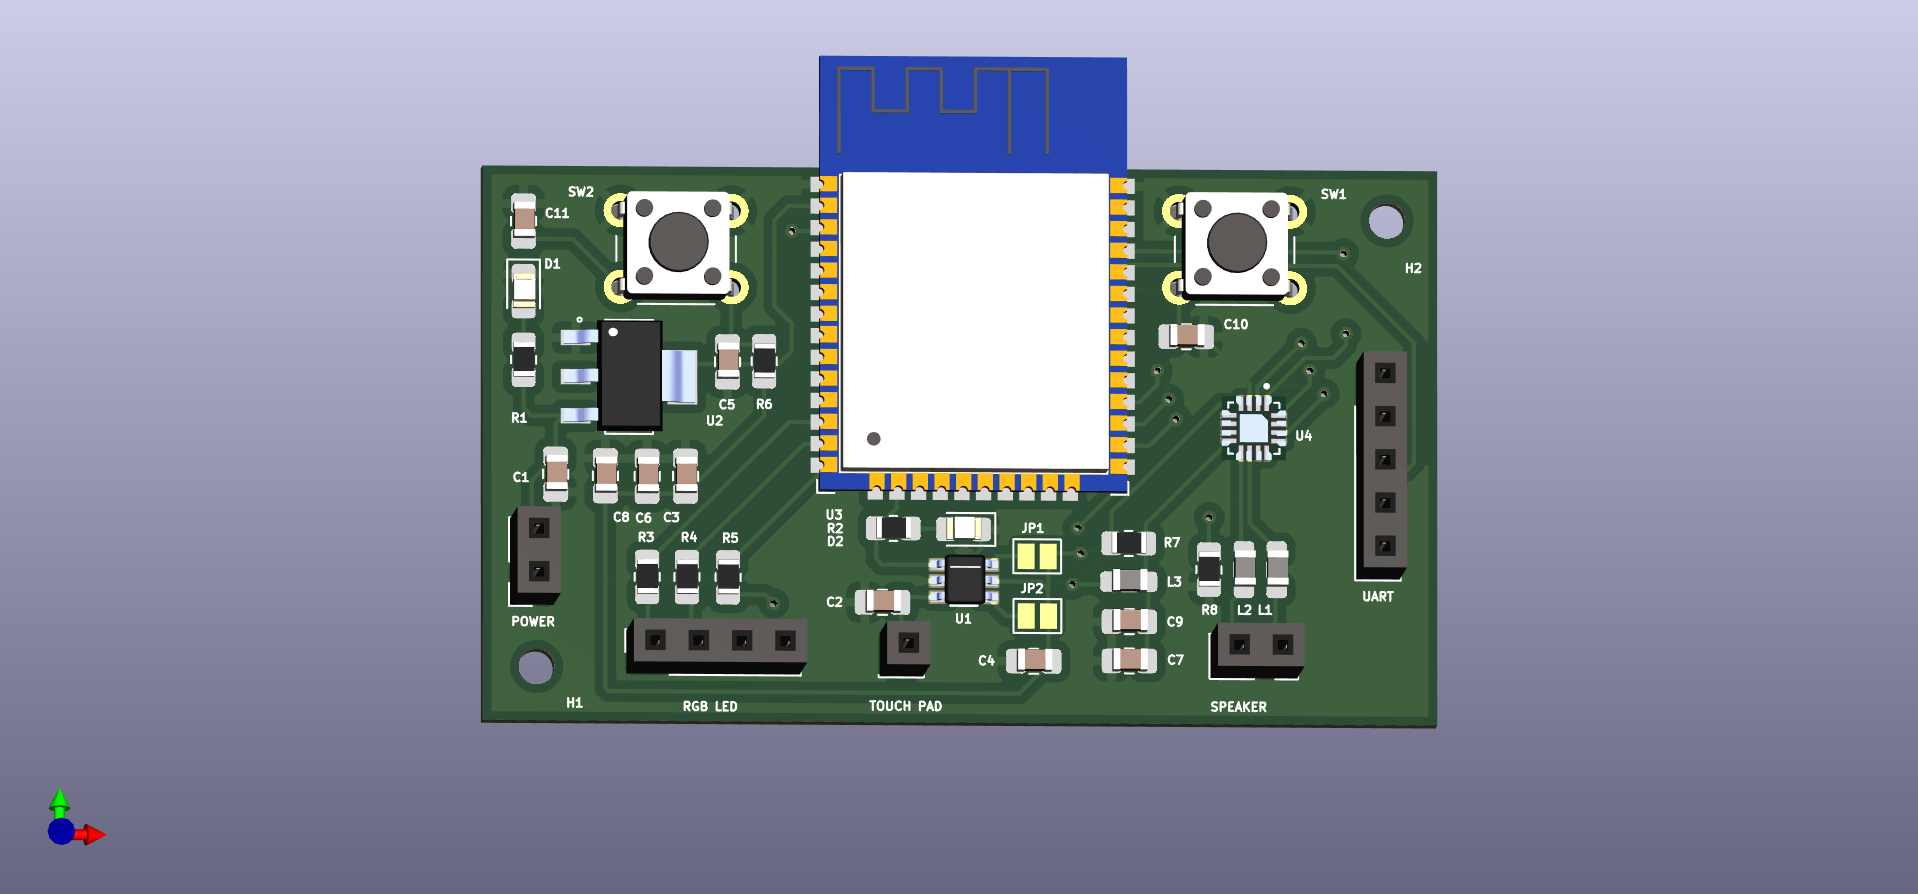 SW2
SW1
C11
D1
H2
C10
C5
R6
R1
U2
U4
C1
C8 C6 C3
U3
R2
D2
JP1
R3
R4
R5
R7
JP2
L3
C2
R8
L2
L1
UART
U1
C9
POWER
C4
C7
H1
RGB LED
TOUCH PAD
SPEAKER